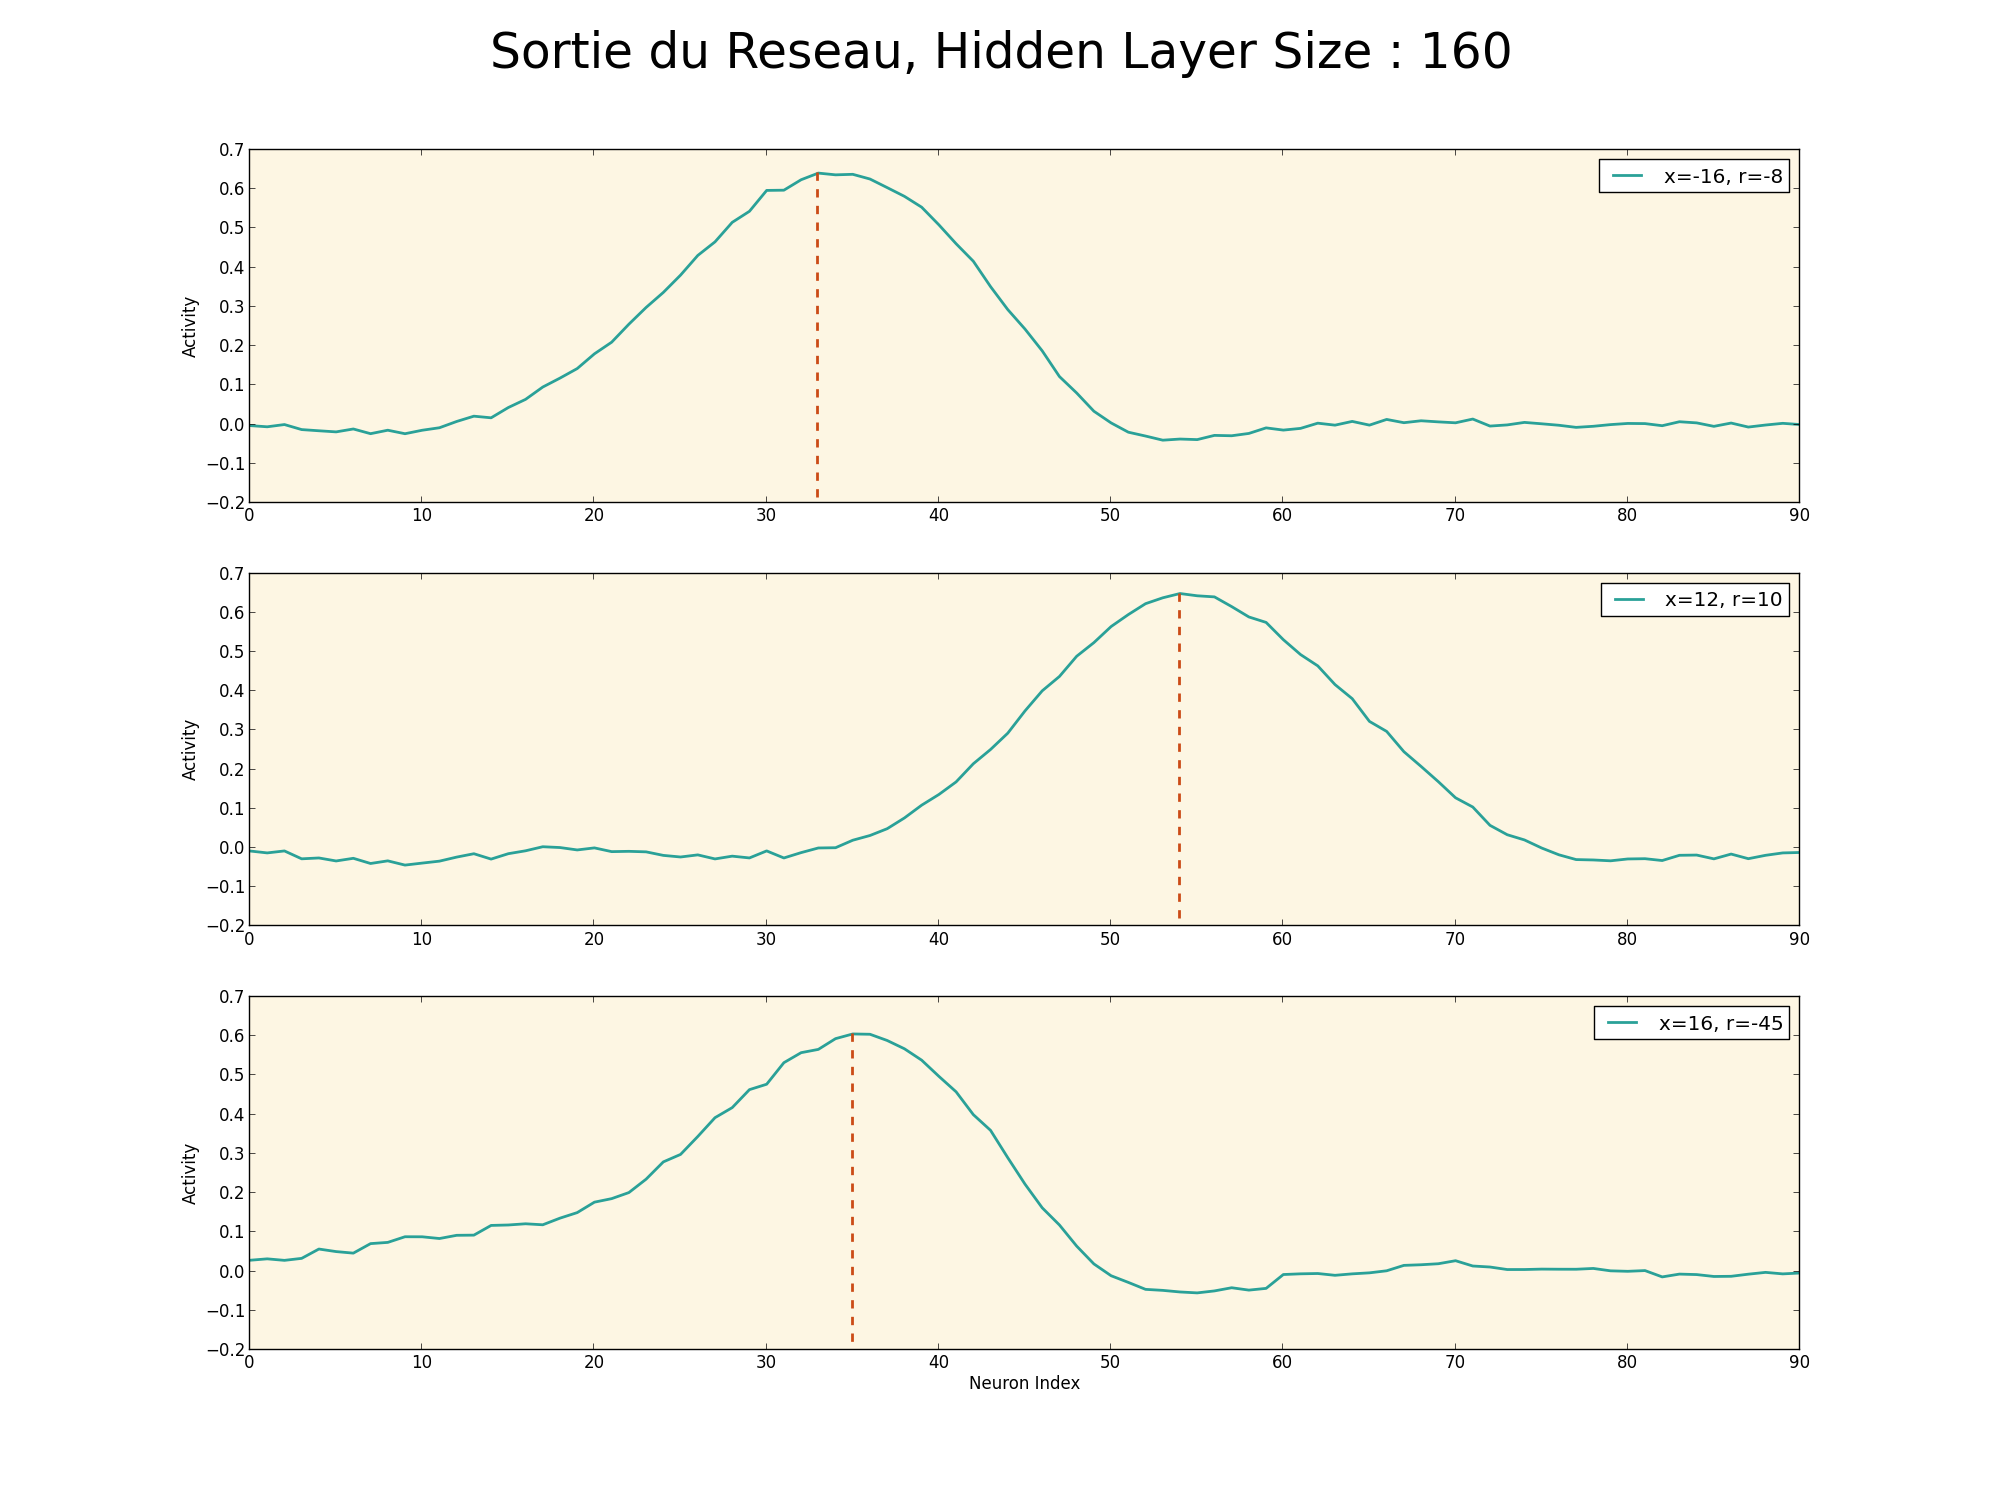 Sortie du Reseau, Hidden Layer Size : 160
0.7
0.6
0.5
0.4
0.3
0.2
0.1
0.0
−0.1
−0.2
Activity
x=-16, r=-8
0 10 20 30 40 50 60 70 80 90
0.7
0.6
0.5
0.4
0.3
0.2
0.1
0.0
−0.1
−0.2
Activity
x=12, r=10
0 10 20 30 40 50 60 70 80 90
0.7
0.6
0.5
0.4
0.3
0.2
0.1
0.0
−0.1
−0.2
Activity
x=16, r=-45
0 10 20 30 40 50 60 70 80 90
Neuron Index